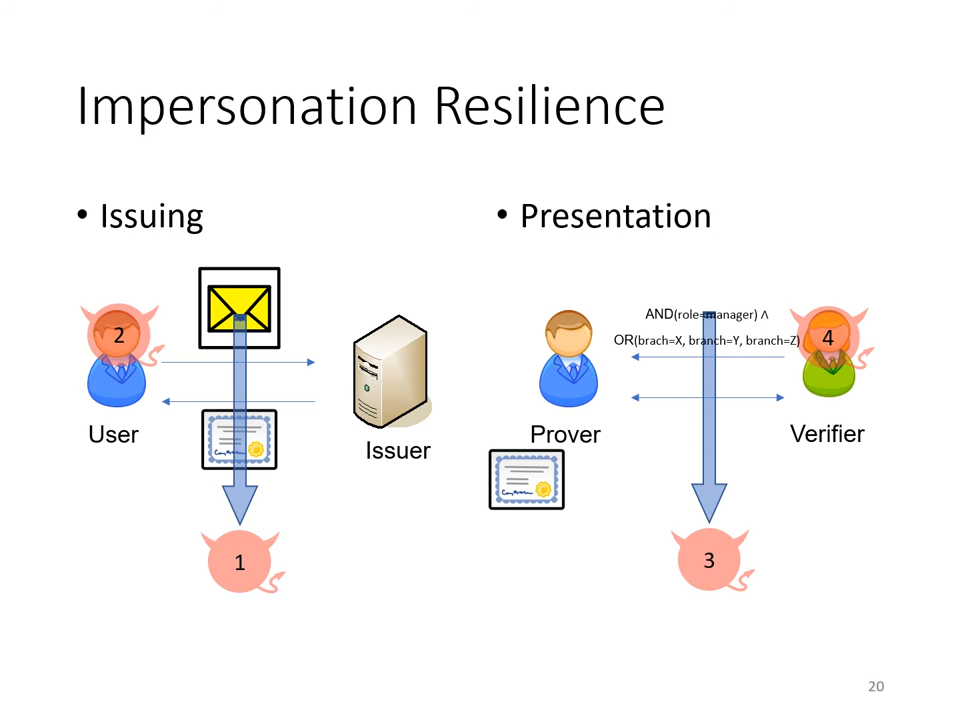 Impersonation Resilience
• Issuing
• Presentation
2
User
Issuer
1
AND(role=manager) ∧
OR(brach=X, branch=Y, branch=Z)
4
Prover
Verifier
3
20